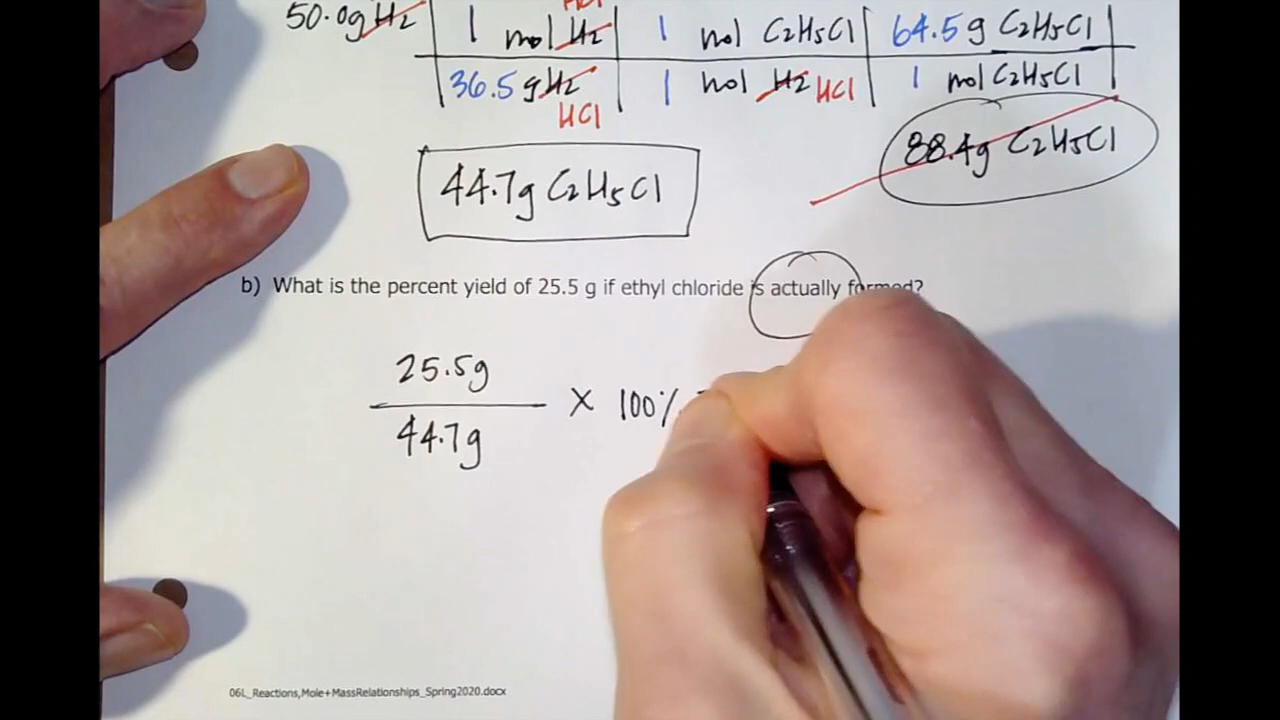 HCl
50.0g H2 | 1 mol H2 | 1 mol C2H5Cl | 64.5g C2H5Cl |
36.5 g H2 | 1 mol H2 HCl | 1 mol C2H5Cl
HCl
88.4g C2H5Cl
44.7g C2H5Cl
b) What is the percent yield of 25.5 g if ethyl chloride is actually formed?
25.5g
44.7g
× 100%
06L_Reactions,Mole+MassRelationships_Spring2020.docx